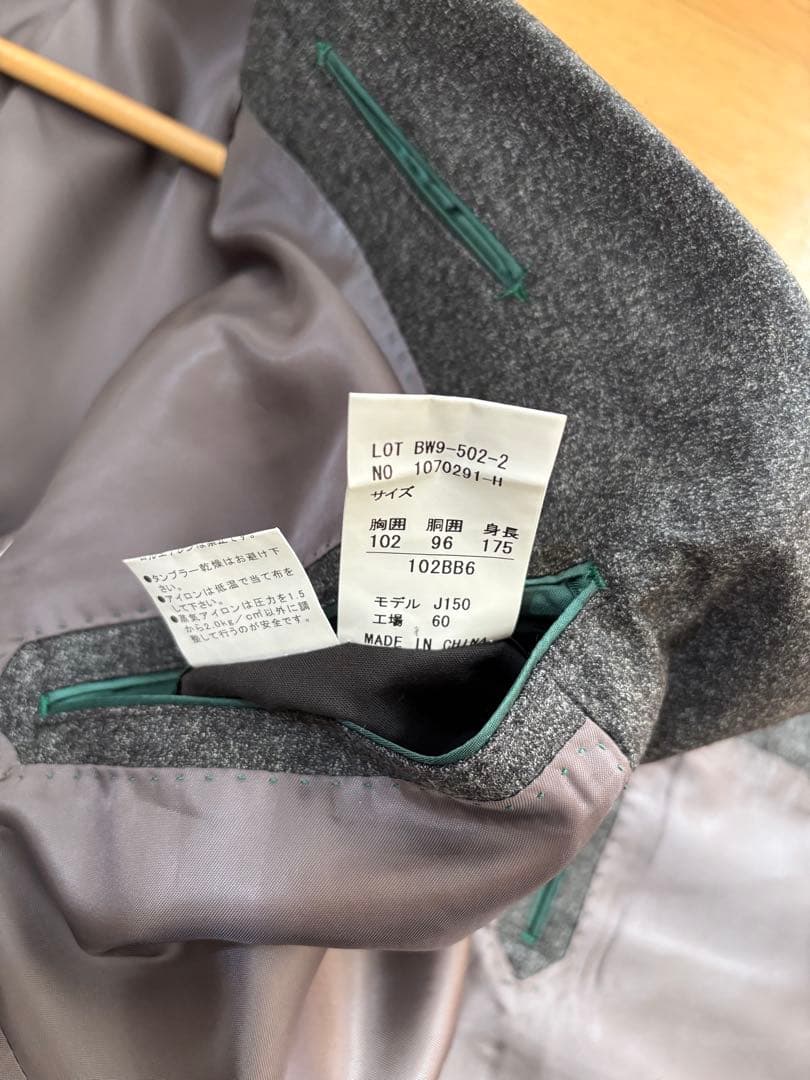 LOT BW9-502-2
NO 1070291-H
サイズ
胸囲 胴囲 身長
102 96 175
102BB6
モデル J150
工場 60
MADE IN CHINA
●タンブラー乾燥はお避け下
さい。
●アイロンは低温で当て布を
して下さい。
●蒸気アイロンは圧力を1.5
から2.0kg/c㎡以外に調
整して行うのが安全です。